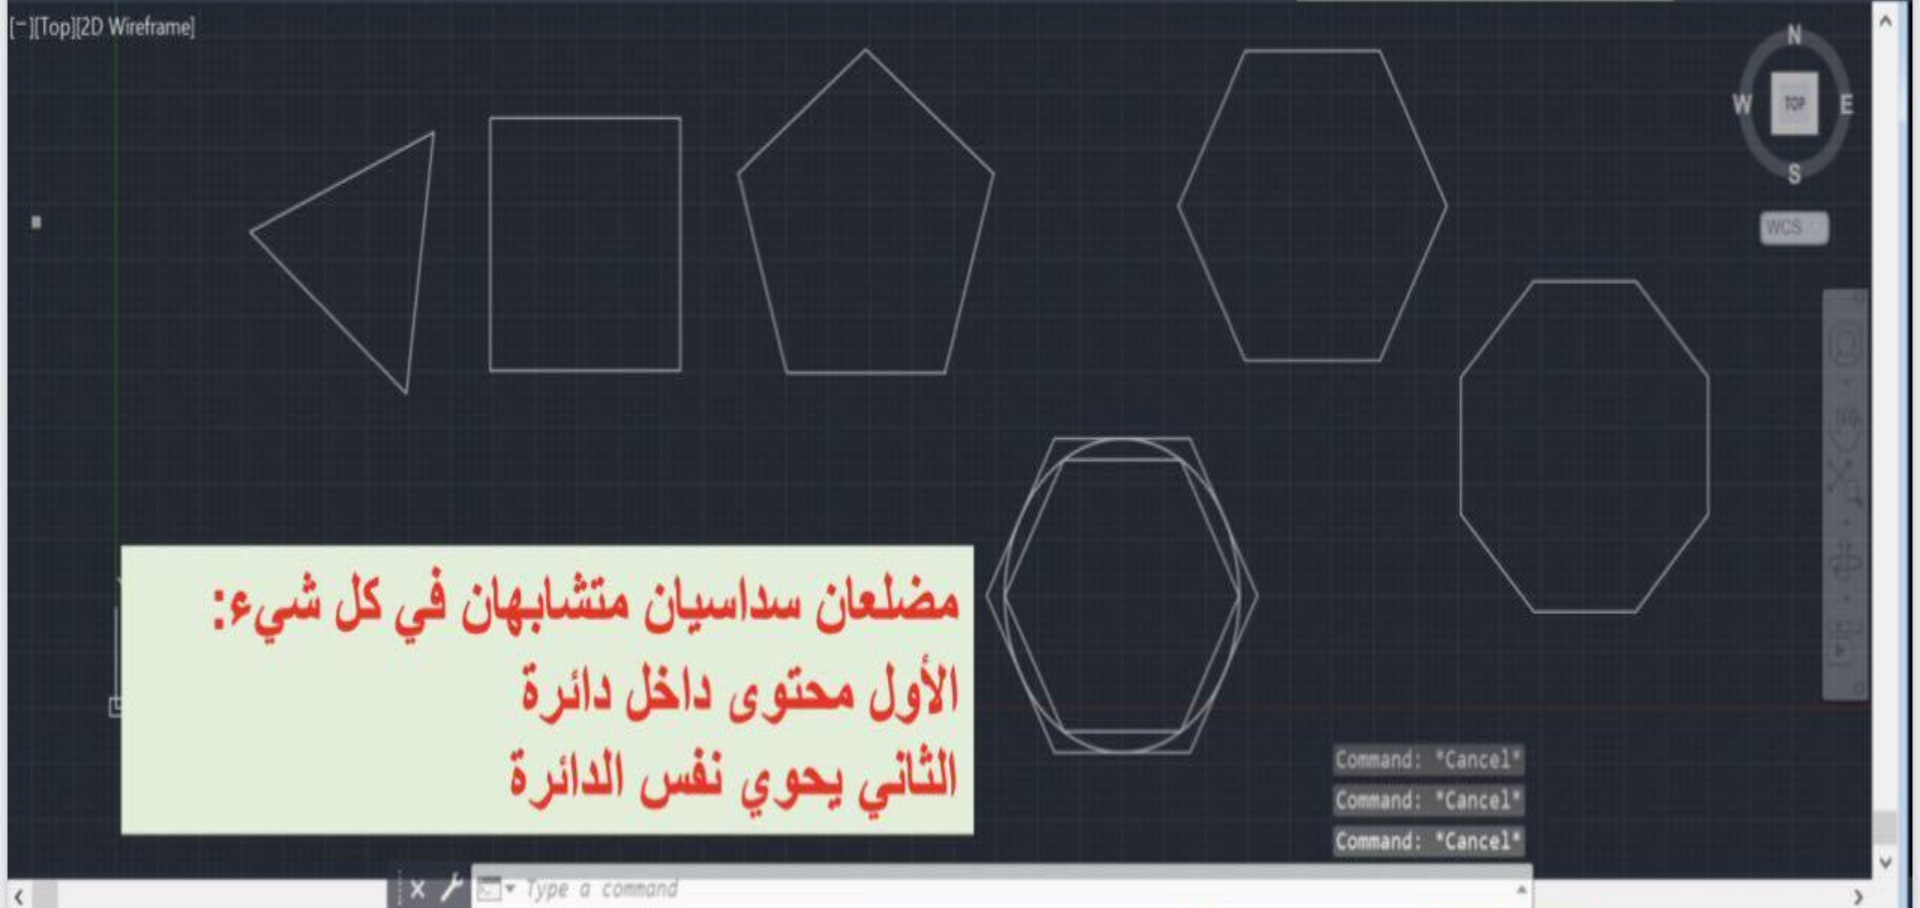 [-][Top][2D Wireframe]
N
W
TOP
E
S
WCS
مضلعان سداسيان متشابهان في كل شيء:
الأول محتوى داخل دائرة
الثاني يحوي نفس الدائرة
Command: *Cancel*
Command: *Cancel*
Command: *Cancel*
Type a command